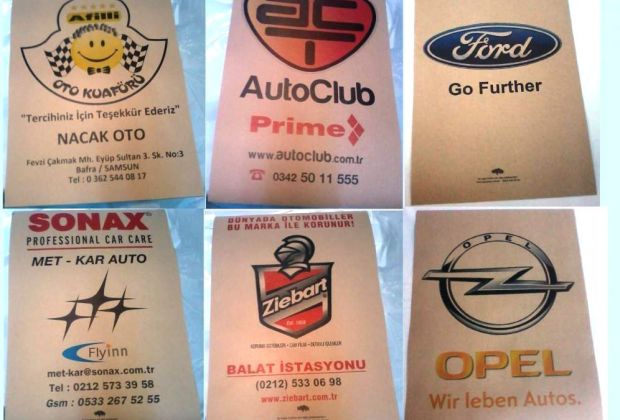 Afilli
OTO KUAFÖRÜ
"Tercihiniz İçin Teşekkür Ederiz"
NACAK OTO
Fevzi Çakmak Mh. Eyüp Sultan 3. Sk. No:3
Bafra / SAMSUN
Tel : 0 362 544 08 17
AutoClub
Prime
www.autoclub.com.tr
0342 50 11 555
Ford
Go Further
SONAX
PROFESSIONAL CAR CARE
MET - KAR AUTO
Flyinn
met-kar@sonax.com.tr
Tel : 0212 573 39 58
Gsm : 0533 267 52 55
DÜNYADA OTOMOBİLLER
BU MARKA İLE KORUNUR!
Ziebart
BALAT İSTASYONU
(0212) 533 06 98
www.ziebart.com.tr
OPEL
OPEL
Wir leben Autos.